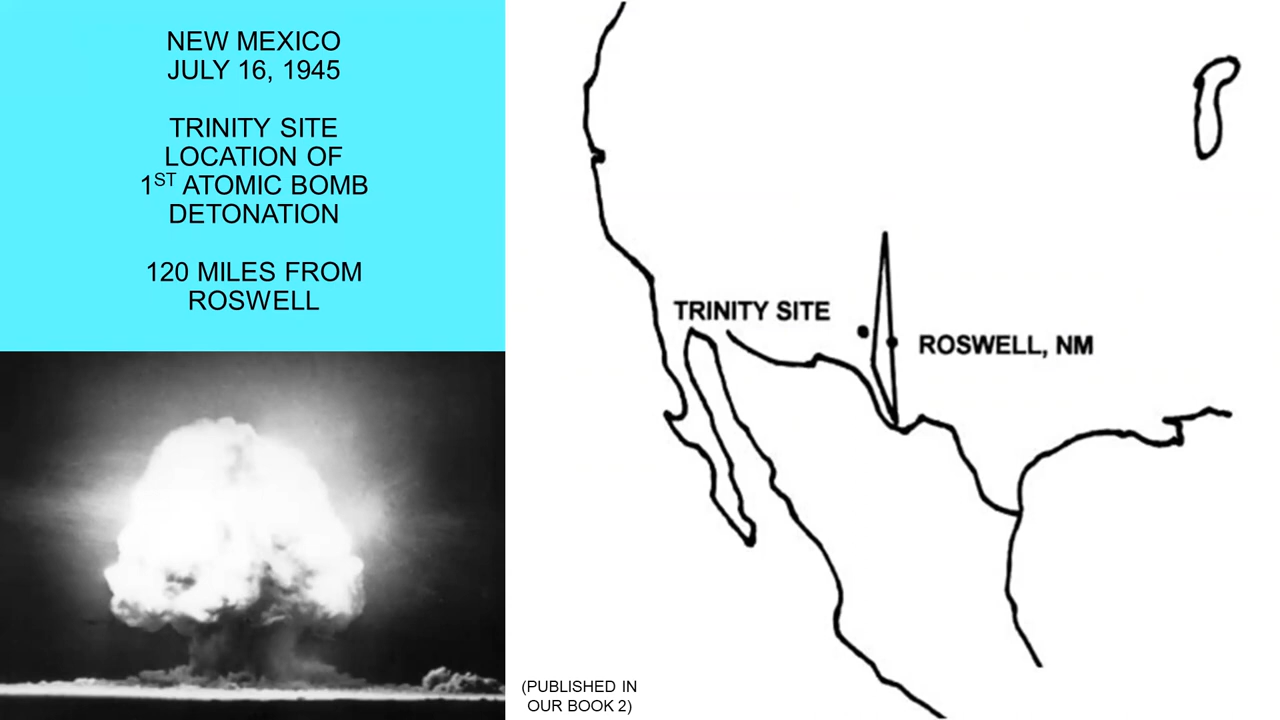 NEW MEXICO
JULY 16, 1945
TRINITY SITE
LOCATION OF
1ST ATOMIC BOMB
DETONATION
120 MILES FROM
ROSWELL
TRINITY SITE
ROSWELL, NM
(PUBLISHED IN
OUR BOOK 2)